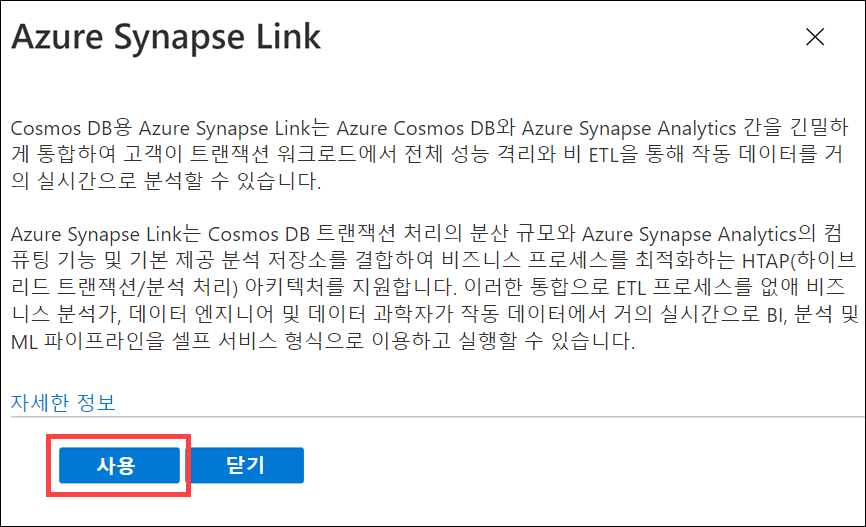 Azure Synapse Link
Cosmos DB용 Azure Synapse Link는 Azure Cosmos DB와 Azure Synapse Analytics 간을 긴밀하
게 통합하여 고객이 트랜잭션 워크로드에서 전체 성능 격리와 비 ETL을 통해 작동 데이터를 거
의 실시간으로 분석할 수 있습니다.
Azure Synapse Link는 Cosmos DB 트랜잭션 처리의 분산 규모와 Azure Synapse Analytics의 컴
퓨팅 기능 및 기본 제공 분석 저장소를 결합하여 비즈니스 프로세스를 최적화하는 HTAP(하이브
리드 트랜잭션/분석 처리) 아키텍처를 지원합니다. 이러한 통합으로 ETL 프로세스를 없애 비즈
니스 분석가, 데이터 엔지니어 및 데이터 과학자가 작동 데이터에서 거의 실시간으로 BI, 분석 및
ML 파이프라인을 셀프 서비스 형식으로 이용하고 실행할 수 있습니다.
자세한 정보
사용 닫기